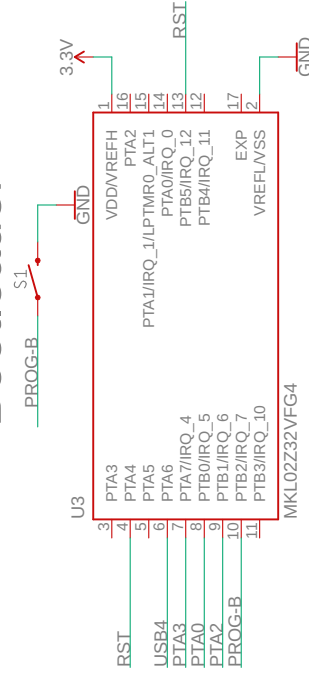 RST
3.3V
GND
1
16
15
14
13
12
17
2
VDD/VREFH
PTA2
PTA1/IRQ_1/LPTMR0_ALT1
PTA0/IRQ_0
PTB5/IRQ_12
PTB4/IRQ_11
EXP
VREFL/VSS
GND
S1
PROG-B
U3
MKL02Z32VFG4
PTA3
PTA4
PTA5
PTA6
PTA7/IRQ_4
PTB0/IRQ_5
PTB1/IRQ_6
PTB2/IRQ_7
PTB3/IRQ_10
3
4
5
6
7
8
9
10
11
RST
USB4
PTA3
PTA0
PTA2
PROG-B